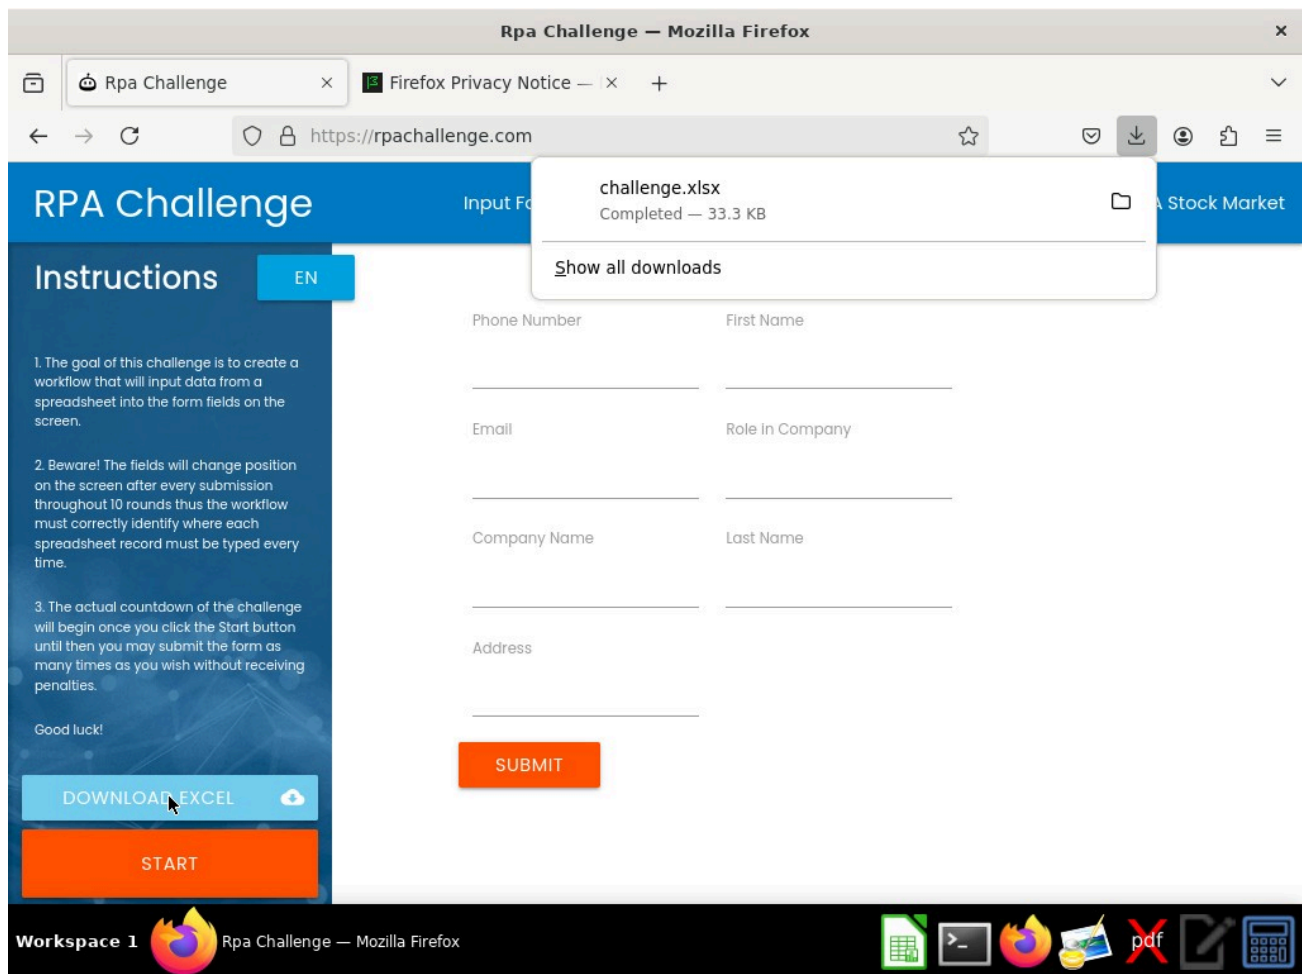 Rpa Challenge — Mozilla Firefox
Rpa Challenge
Firefox Privacy Notice —
https://rpachallenge.com
challenge.xlsx
Completed — 33.3 KB
Show all downloads
RPA Challenge
Input Fo
Stock Market
Instructions
EN
1. The goal of this challenge is to create a
workflow that will input data from a
spreadsheet into the form fields on the
screen.
2. Beware! The fields will change position
on the screen after every submission
throughout 10 rounds thus the workflow
must correctly identify where each
spreadsheet record must be typed every
time.
3. The actual countdown of the challenge
will begin once you click the Start button
until then you may submit the form as
many times as you wish without receiving
penalties.
Good luck!
DOWNLOAD EXCEL
START
Phone Number
First Name
Email
Role in Company
Company Name
Last Name
Address
SUBMIT
Workspace 1
Rpa Challenge — Mozilla Firefox
pdf